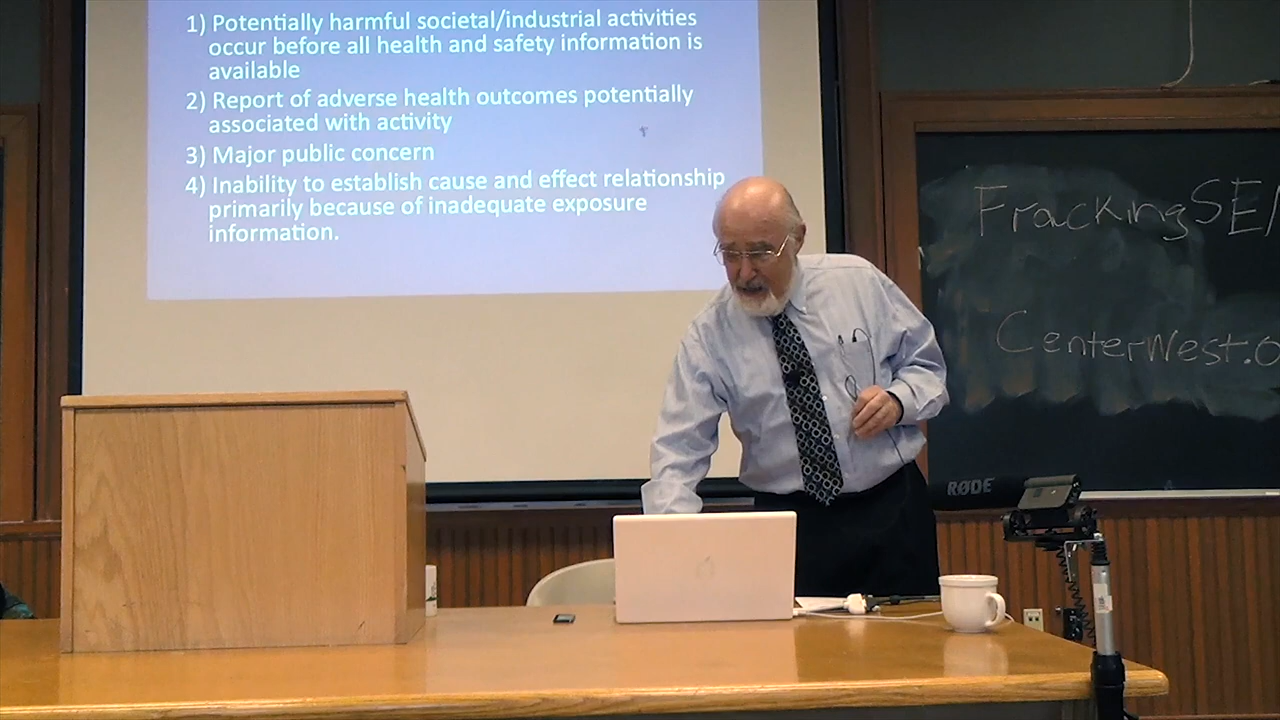 1) Potentially harmful societal/industrial activities
occur before all health and safety information is
available
2) Report of adverse health outcomes potentially
associated with activity
3) Major public concern
4) Inability to establish cause and effect relationship
primarily because of inadequate exposure
information.
FrackingSE
CenterWest.o
RØDE